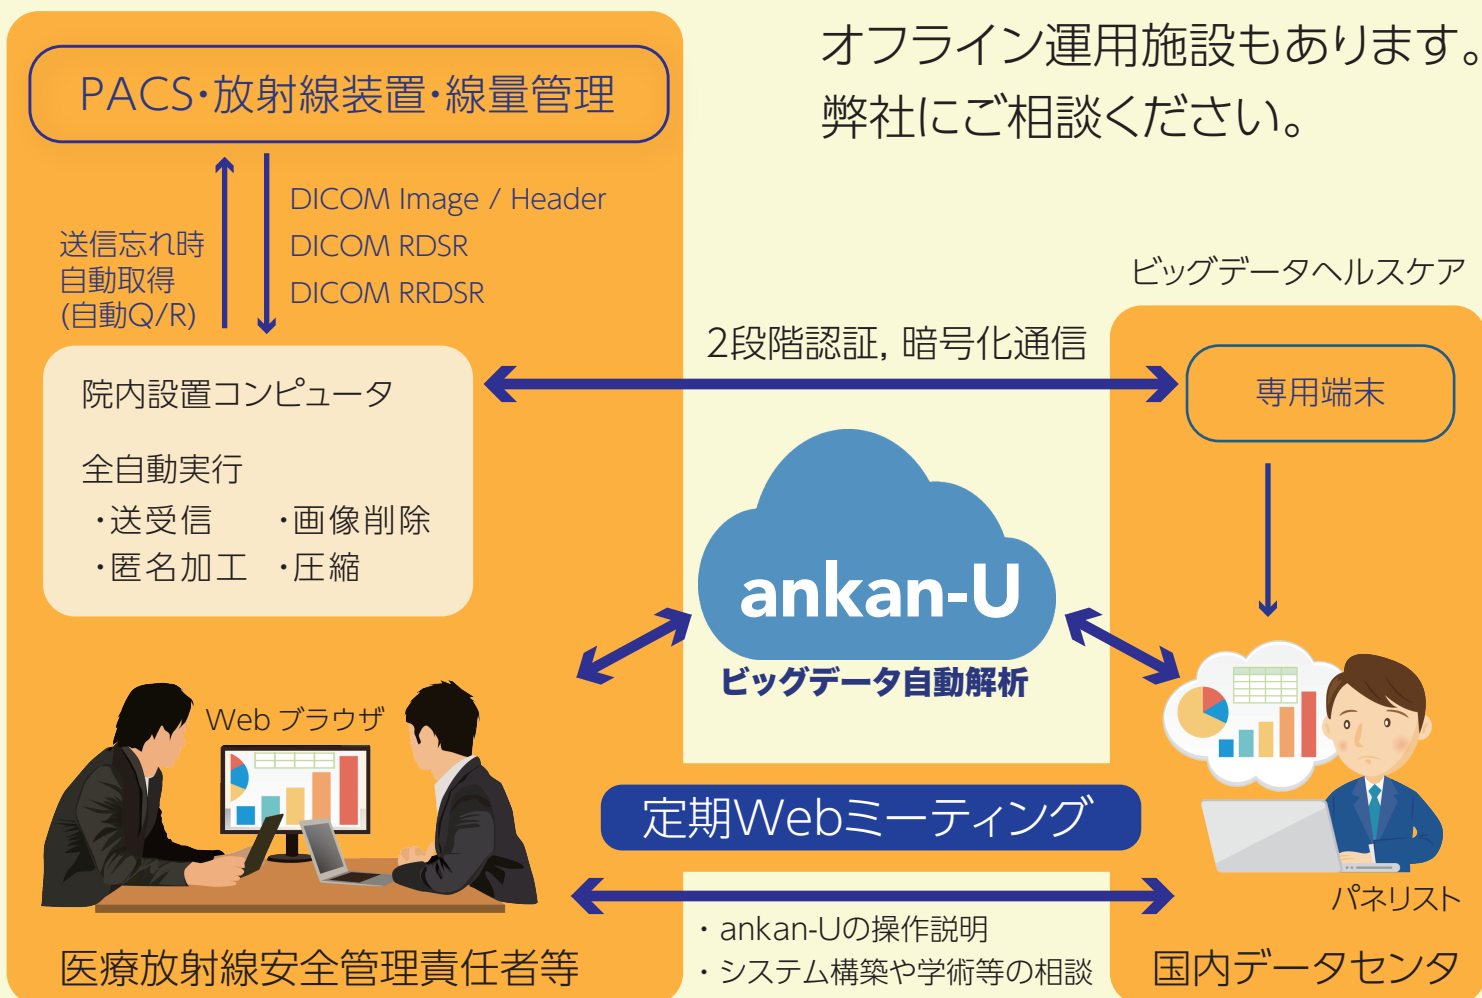 オフライン運用施設もあります。
弊社にご相談ください。
PACS・放射線装置・線量管理
送信忘れ時
自動取得
(自動Q/R)
DICOM Image / Header
DICOM RDSR
DICOM RRDSR
院内設置コンピュータ
全自動実行
・送受信 ・画像削除
・匿名加工 ・圧縮
2段階認証, 暗号化通信
ビッグデータヘルスケア
専用端末
ankan-U
ビッグデータ自動解析
Web ブラウザ
定期Webミーティング
・ankan-Uの操作説明
・システム構築や学術等の相談
医療放射線安全管理責任者等
パネリスト
国内データセンタ